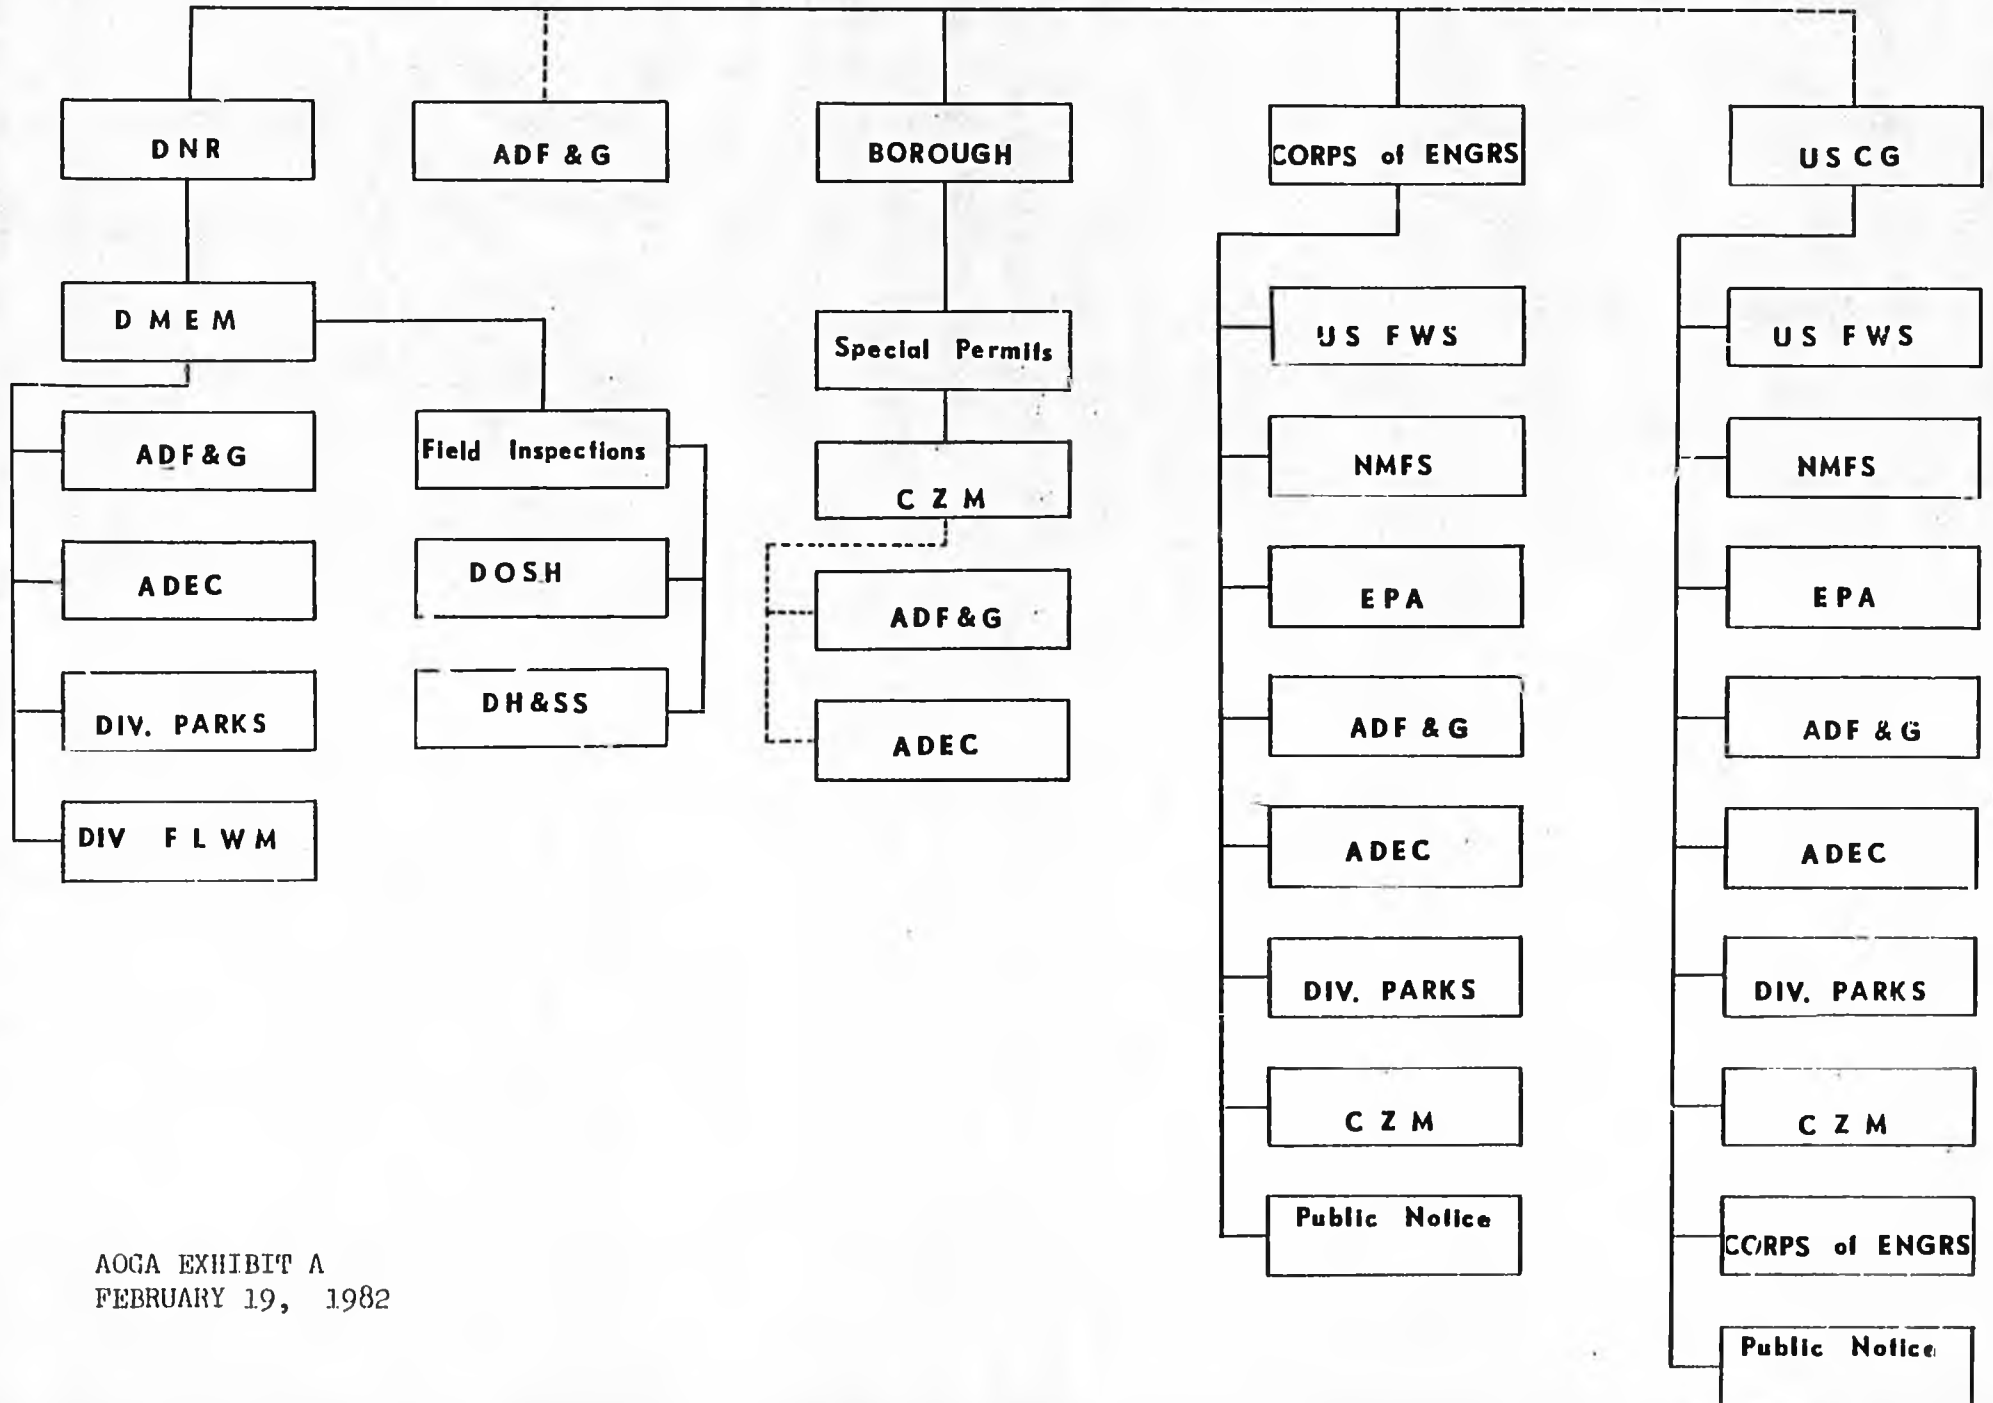 DNR
ADF & G
BOROUGH
CORPS of ENGRS
USCG
DMEM
ADF&G
ADEC
DIV. PARKS
DIV FLWM
Field Inspections
DOSH
DH&SS
Special Permits
CZM
ADF&G
ADEC
US FWS
NMFS
EPA
ADF & G
ADEC
DIV. PARKS
CZM
Public Notice
US FWS
NMFS
EPA
ADF & G
ADEC
DIV. PARKS
CZM
CORPS of ENGRS
Public Notice
AOGA EXHIBIT A
FEBRUARY 19, 1982